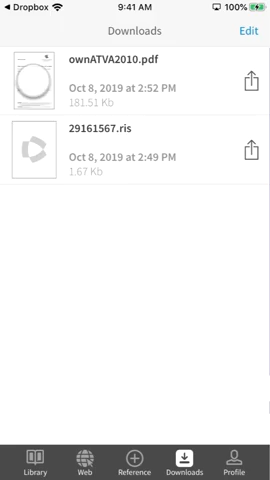 Dropbox 9:41 AM 100%
Downloads Edit
ownATVA2010.pdf
Oct 8, 2019 at 2:52 PM
181.51 Kb
29161567.ris
Oct 8, 2019 at 2:49 PM
1.67 Kb
Library Web Reference Downloads Profile